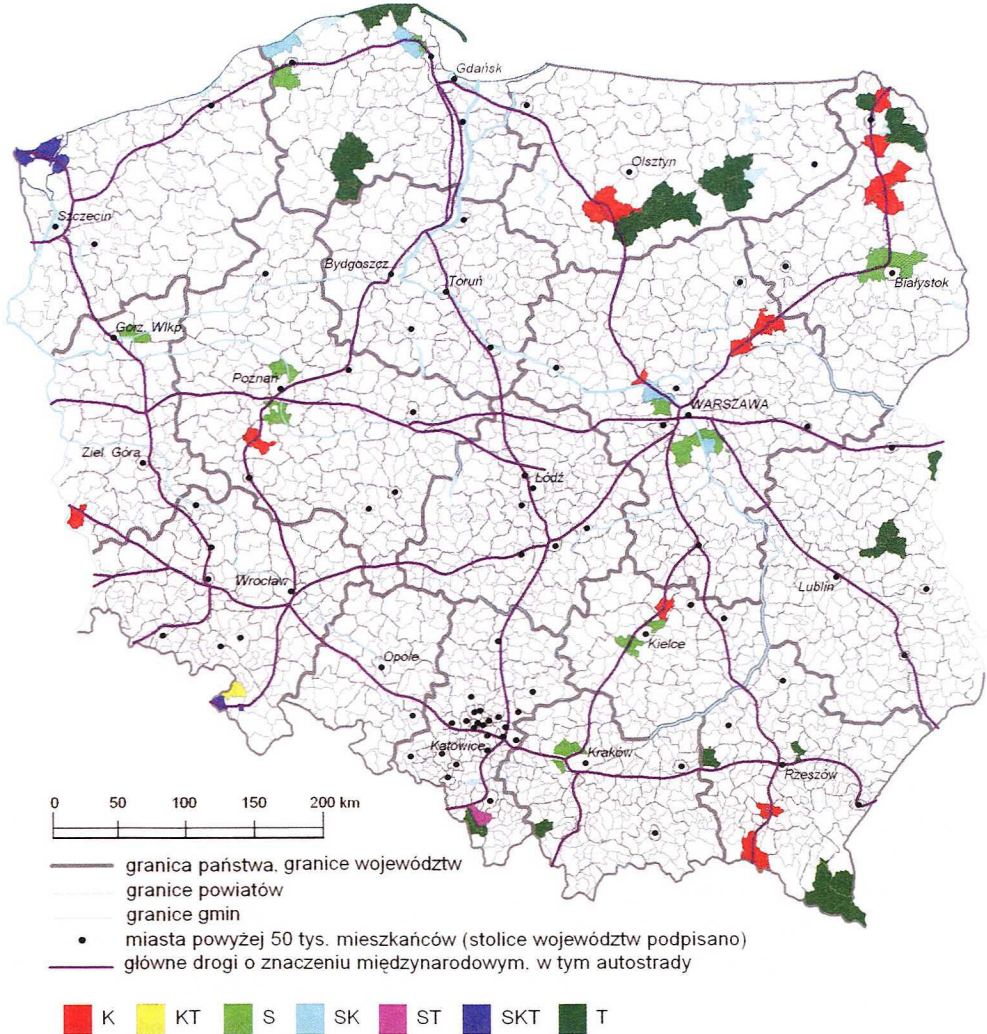 Gdańsk
Olsztyn
Szczecin
Bydgoszcz
Białystok
Toruń
Gorz. Wlkp.
Poznań
WARSZAWA
Ziel. Góra
Łódź
Wrocław
Lublin
Kielce
Opole
Katowice
Kraków
Rzeszów
0 50 100 150 200 km
granica państwa, granice województw
granice powiatów
granice gmin
miasta powyżej 50 tys. mieszkańców (stolice województw podpisano)
główne drogi o znaczeniu międzynarodowym. w tym autostrady
K KT S SK ST SKT T